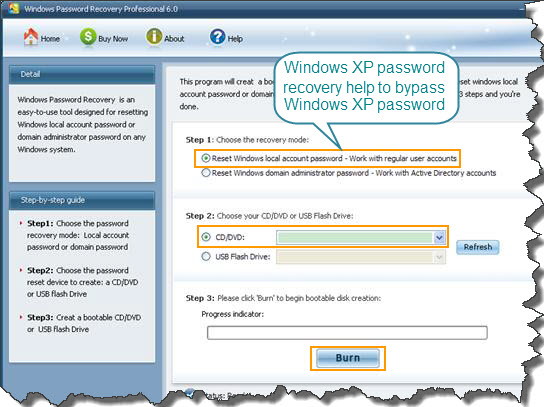 Windows Password Recovery Professional 6.0
Home
Buy Now
About
Help
Detail
Windows Password Recovery is an
easy-to-use tool designed for resetting
Windows local account password or
domain administrator password on any
Windows system.
Step-by-step guide
Step1: Choose the password
recovery mode: Local account
password or domain password
Step2: Choose the password
reset device to create: a CD/DVD
or USB flash Drive
Step3: Creat a bootable CD/DVD
or USB flash Drive
Windows XP password
recovery help to bypass
Windows XP password
This program will creat a boo
set windows local
account password or domain
3 steps and you're
done.
Step 1: Choose the recovery mode:
Reset Windows local account password - Work with regular user accounts
Reset Windows domain administrator password - Work with Active Directory accounts
Step 2: Choose your CD/DVD or USB Flash Drive:
CD/DVD:
USB Flash Drive:
Refresh
Step 3: Please click 'Burn' to begin bootable disk creation:
Progress indicator:
Burn
Status: